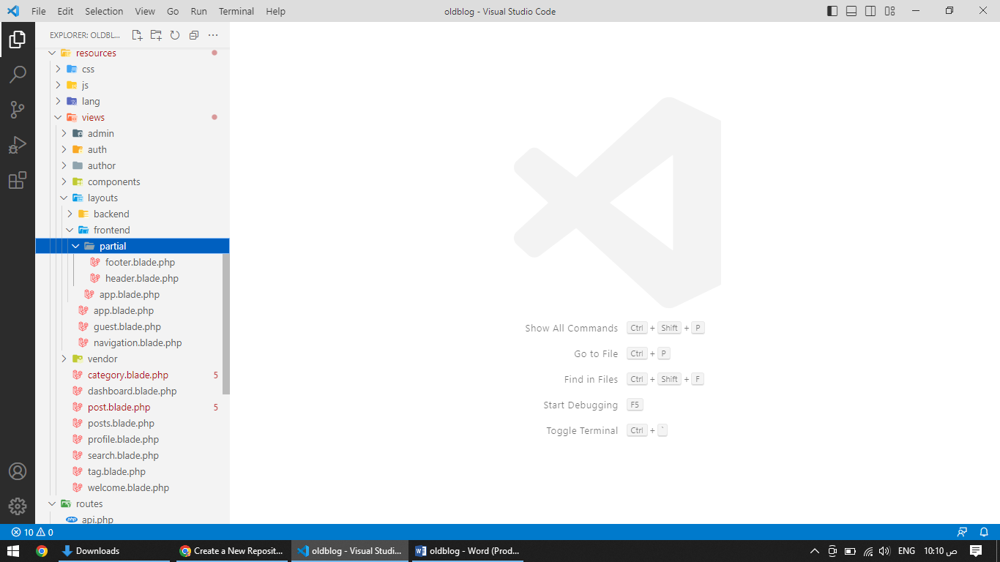 File Edit Selection View Go Run Terminal Help oldblog - Visual Studio Code
EXPLORER: OLDBL...
resources
css
js
lang
views
admin
auth
author
components
layouts
backend
frontend
partial
footer.blade.php
header.blade.php
app.blade.php
app.blade.php
guest.blade.php
navigation.blade.php
vendor
category.blade.php 5
dashboard.blade.php
post.blade.php 5
posts.blade.php
profile.blade.php
search.blade.php
tag.blade.php
welcome.blade.php
routes
php api.php
Show All Commands Ctrl + Shift + P
Go to File Ctrl + P
Find in Files Ctrl + Shift + F
Start Debugging F5
Toggle Terminal Ctrl + `
10 0
Downloads Create a New Reposit... oldblog - Visual Studi... oldblog - Word (Prod... ENG 10:10 ص